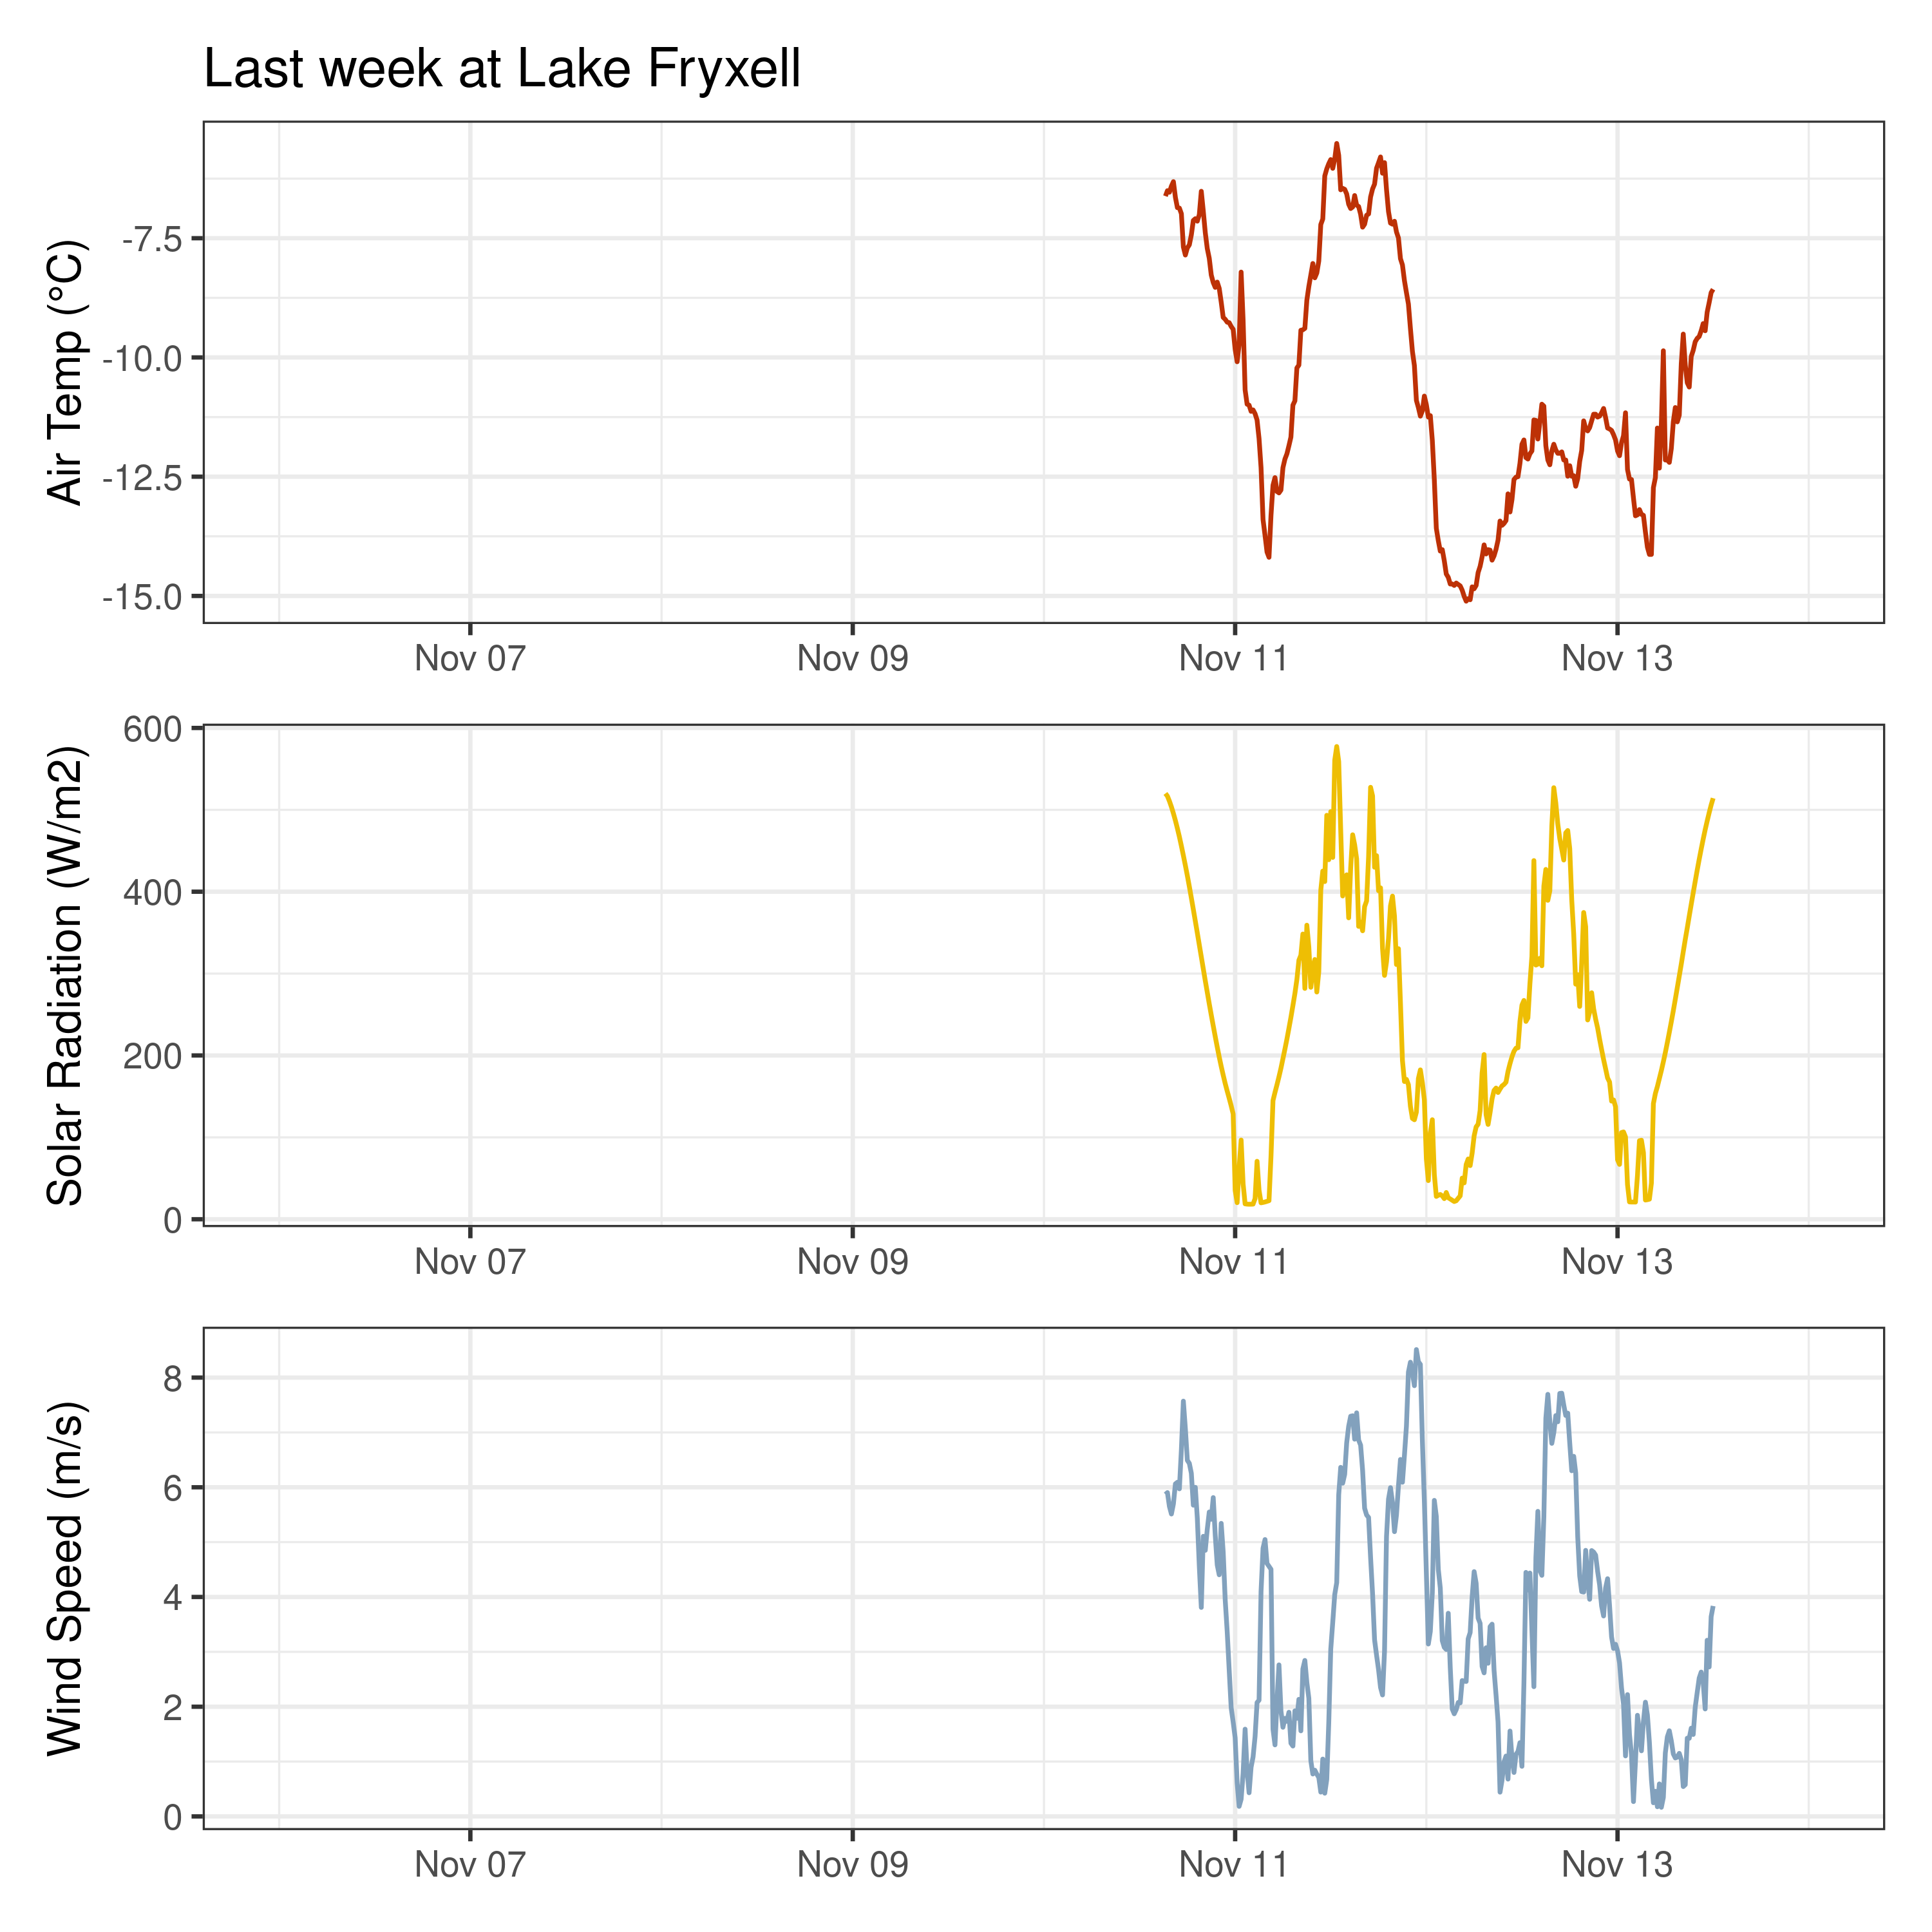 Last week at Lake Fryxell
Air Temp (°C)
-7.5
-10.0
-12.5
-15.0
Nov 07 Nov 09 Nov 11 Nov 13
Solar Radiation (W/m2)
600
400
200
0
Nov 07 Nov 09 Nov 11 Nov 13
Wind Speed (m/s)
8
6
4
2
0
Nov 07 Nov 09 Nov 11 Nov 13